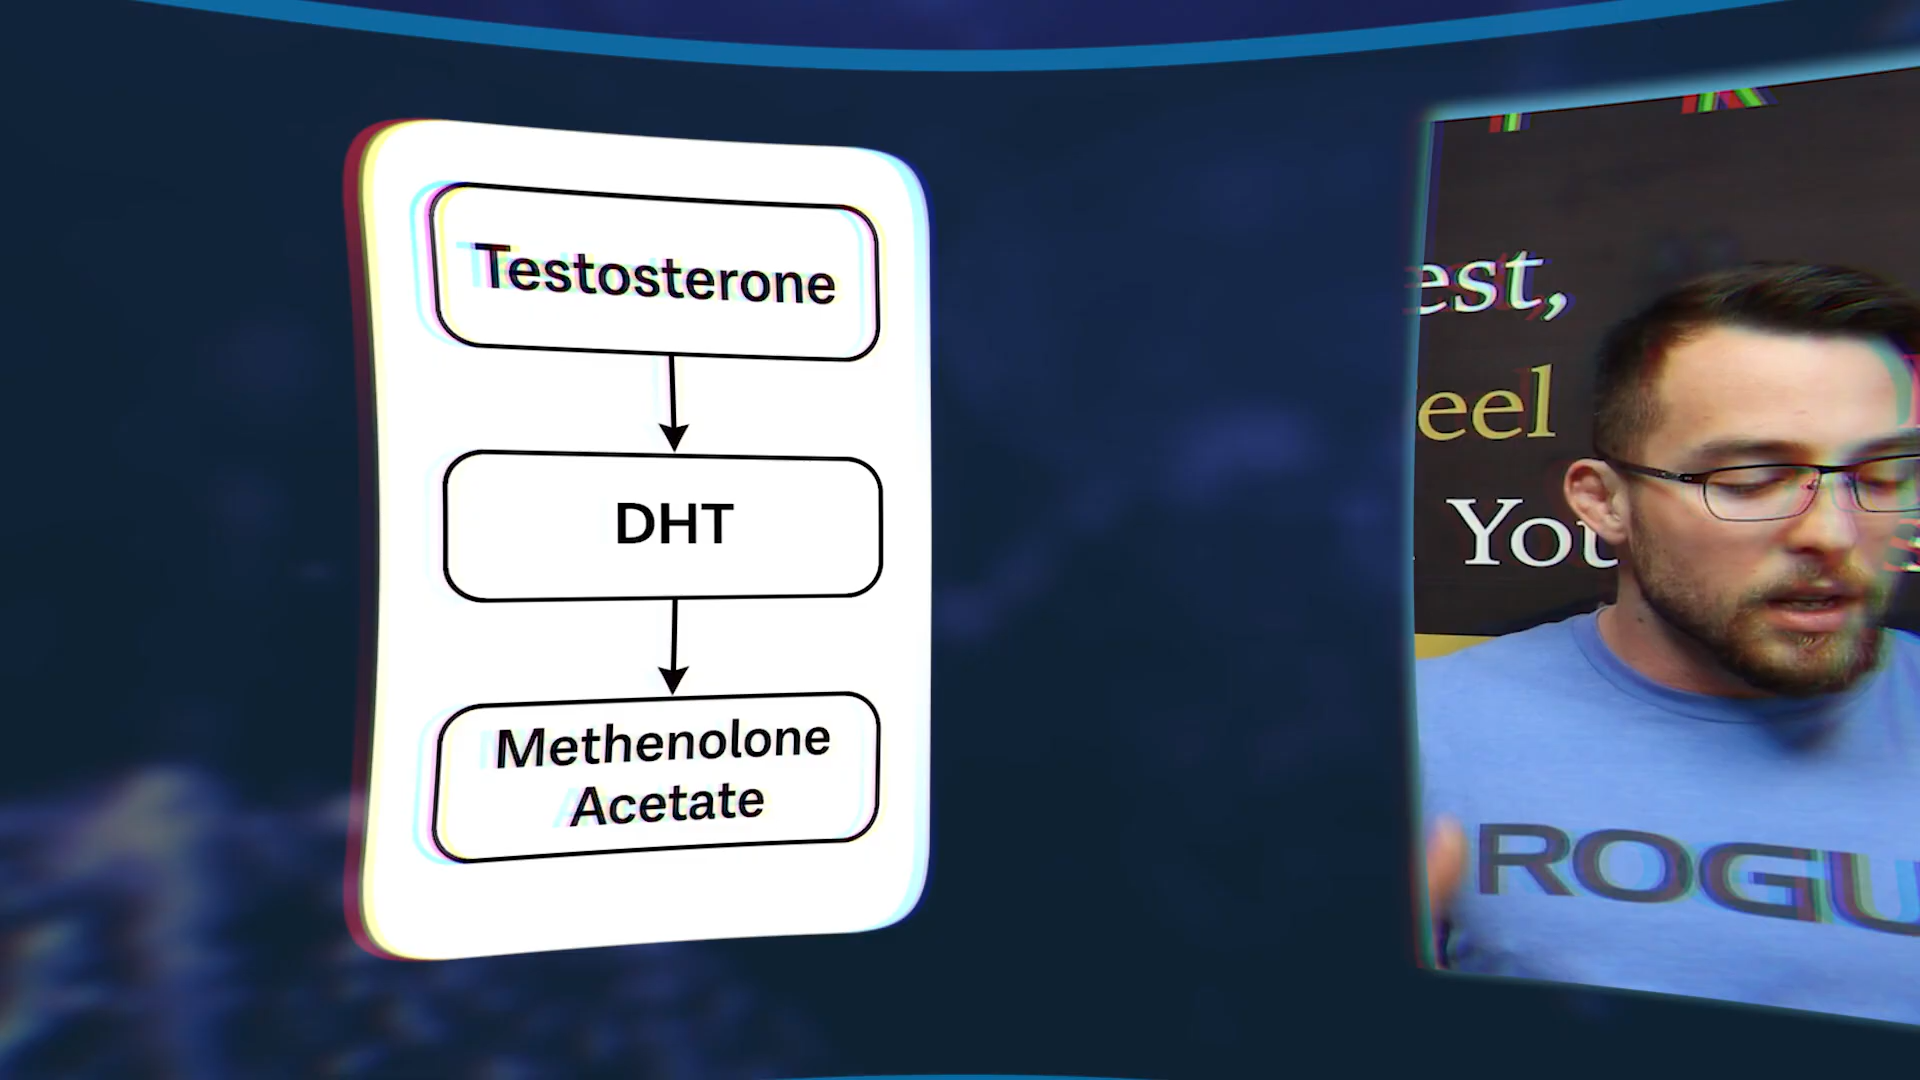 Testosterone
DHT
Methenolone
Acetate
est,
eel
You
ROGU